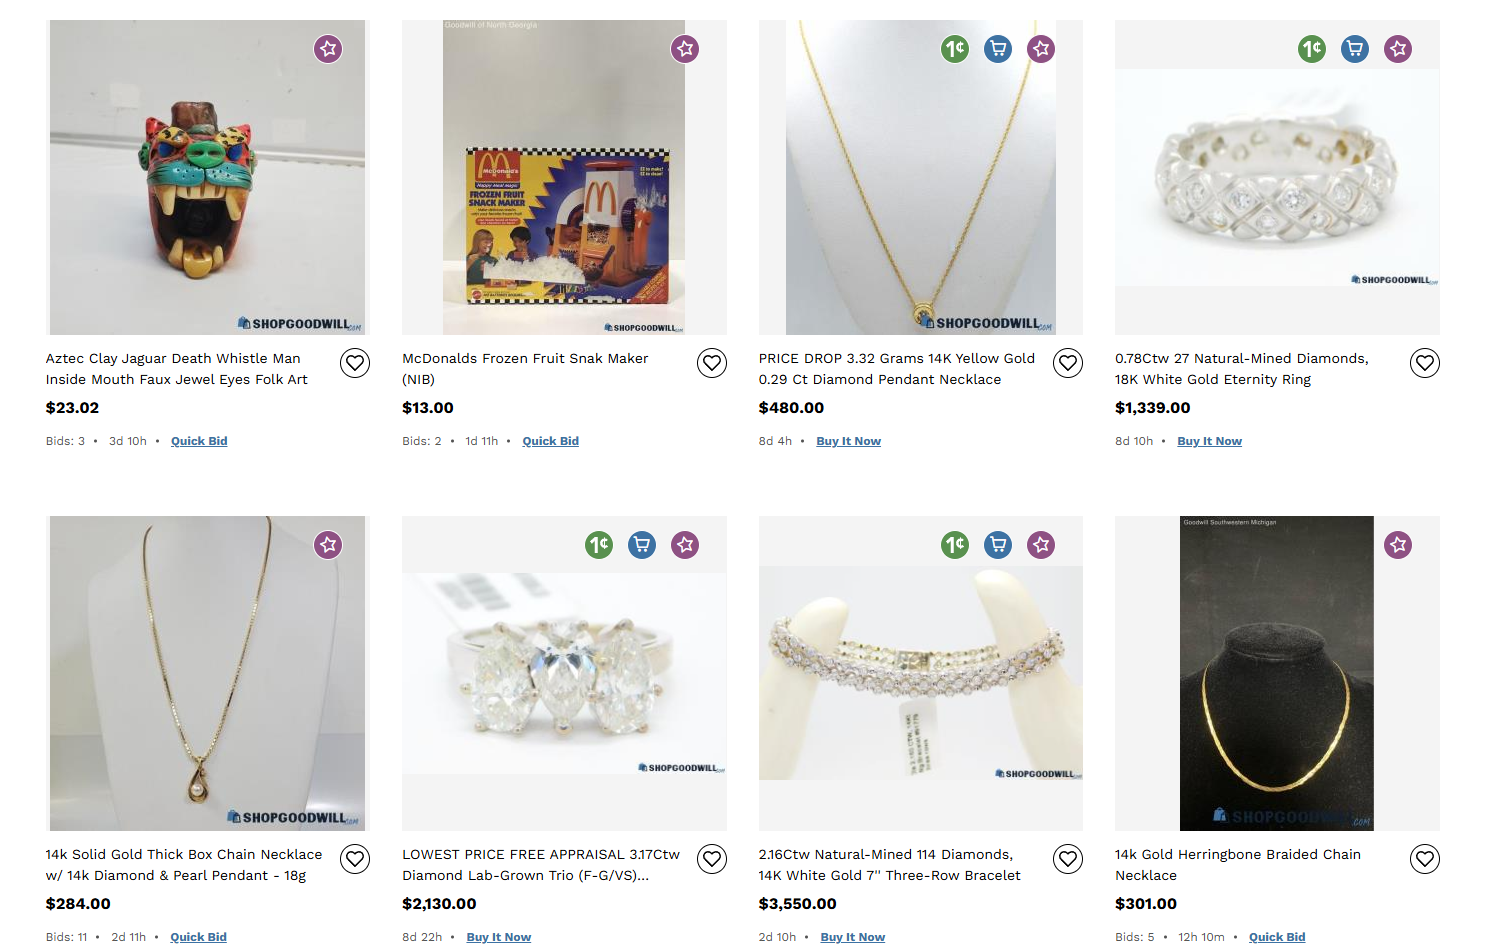 SHOPGOODWILL.COM
Aztec Clay Jaguar Death Whistle Man
Inside Mouth Faux Jewel Eyes Folk Art
$23.02
Bids: 3 • 3d 10h • Quick Bid
Goodwill of North Georgia
McDonald's
Happy Meal Magic
FROZEN FRUIT
SNACK MAKER
SHOPGOODWILL.COM
McDonalds Frozen Fruit Snak Maker
(NIB)
$13.00
Bids: 2 • 1d 11h • Quick Bid
1¢
SHOPGOODWILL.COM
PRICE DROP 3.32 Grams 14K Yellow Gold
0.29 Ct Diamond Pendant Necklace
$480.00
8d 4h • Buy It Now
1¢
SHOPGOODWILL.COM
0.78Ctw 27 Natural-Mined Diamonds,
18K White Gold Eternity Ring
$1,339.00
8d 10h • Buy It Now
SHOPGOODWILL.COM
14k Solid Gold Thick Box Chain Necklace
w/ 14k Diamond & Pearl Pendant - 18g
$284.00
Bids: 11 • 2d 11h • Quick Bid
1¢
SHOPGOODWILL.COM
LOWEST PRICE FREE APPRAISAL 3.17Ctw
Diamond Lab-Grown Trio (F-G/VS)...
$2,130.00
8d 22h • Buy It Now
1¢
SHOPGOODWILL.COM
2.16Ctw Natural-Mined 114 Diamonds,
14K White Gold 7" Three-Row Bracelet
$3,550.00
2d 10h • Buy It Now
Goodwill Southwestern Michigan
SHOPGOODWILL.COM
14k Gold Herringbone Braided Chain
Necklace
$301.00
Bids: 5 • 12h 10m • Quick Bid